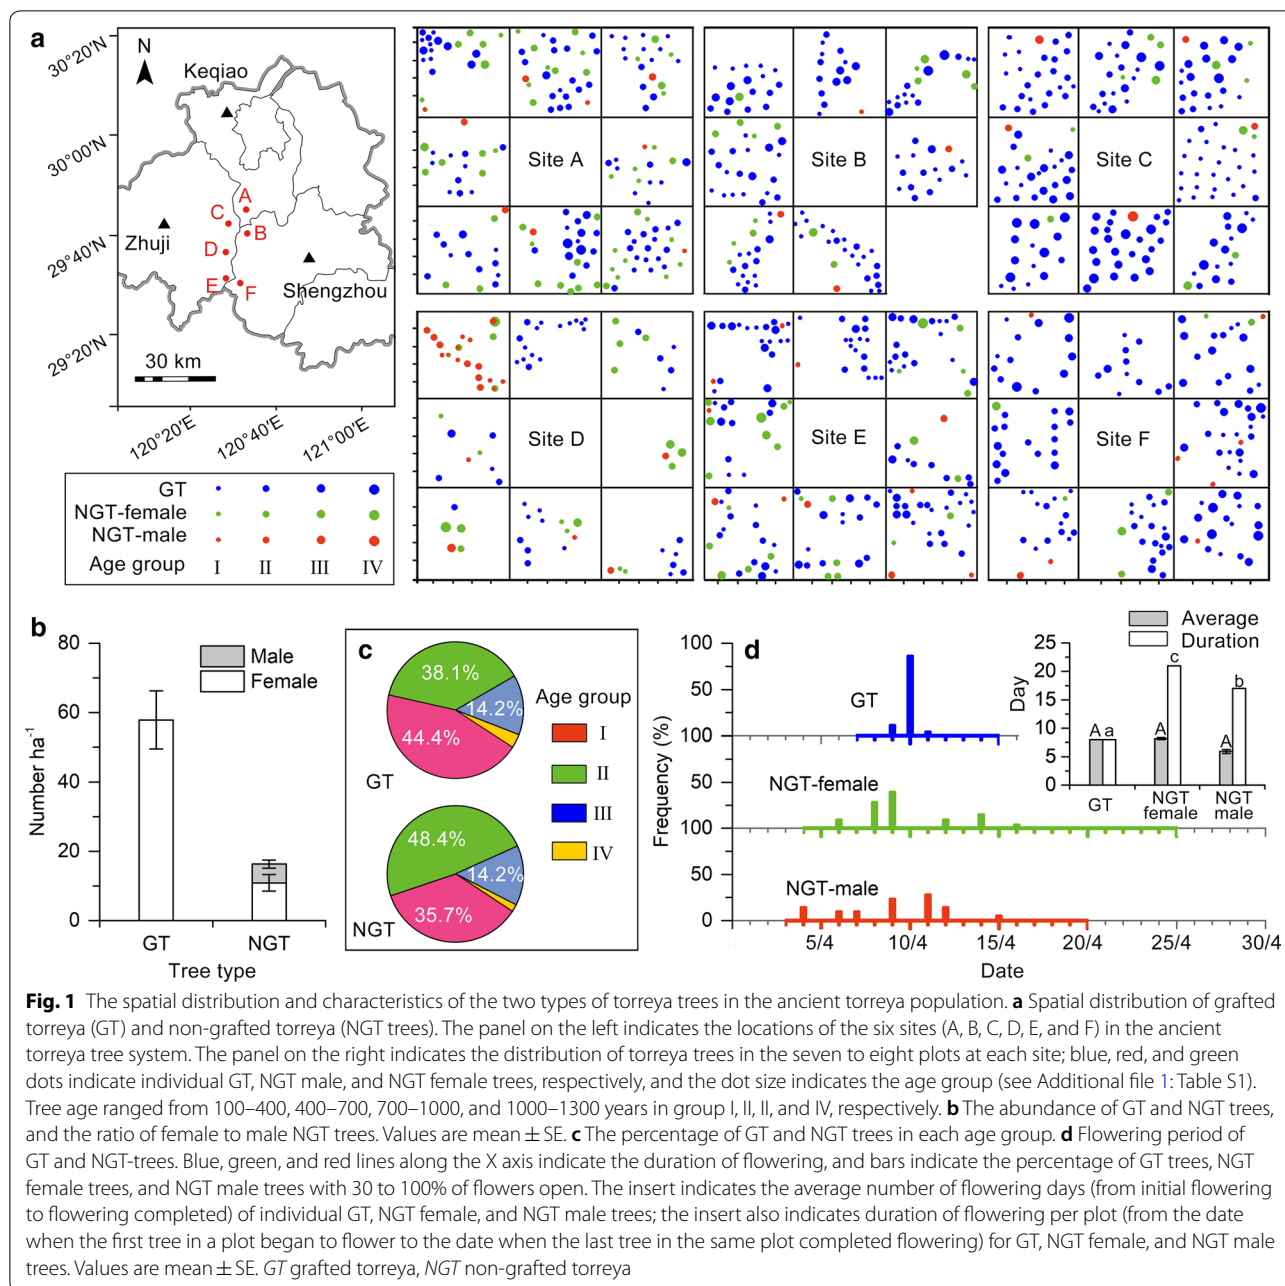 a
N
30°20'N
30°00'N
29°40'N
29°20'N
Keqiao
Zhuji
Shengzhou
A
C
B
D
E
F
30 km
120°20'E
120°40'E
121°00'E
GT
NGT-female
NGT-male
Age group I II III IV
Site A
Site B
Site C
Site D
Site E
Site F
b
80
60
40
20
0
Number ha⁻¹
Male
Female
GT
NGT
Tree type
c
38.1%
14.2%
44.4%
GT
48.4%
14.2%
35.7%
NGT
Age group
I
II
III
IV
d
Frequency (%)
100
50
100
50
100
50
0
GT
NGT-female
NGT-male
5/4
10/4
15/4
20/4
25/4
30/4
Date
Average
Duration
Day
25
20
15
10
5
0
A a
A
c
A
b
GT
NGT female
NGT male
Fig. 1 The spatial distribution and characteristics of the two types of torreya trees in the ancient torreya population. a Spatial distribution of grafted
torreya (GT) and non-grafted torreya (NGT trees). The panel on the left indicates the locations of the six sites (A, B, C, D, E, and F) in the ancient
torreya tree system. The panel on the right indicates the distribution of torreya trees in the seven to eight plots at each site; blue, red, and green
dots indicate individual GT, NGT male, and NGT female trees, respectively, and the dot size indicates the age group (see Additional file 1: Table S1).
Tree age ranged from 100–400, 400–700, 700–1000, and 1000–1300 years in group I, II, II, and IV, respectively. b The abundance of GT and NGT trees,
and the ratio of female to male NGT trees. Values are mean ± SE. c The percentage of GT and NGT trees in each age group. d Flowering period of
GT and NGT-trees. Blue, green, and red lines along the X axis indicate the duration of flowering, and bars indicate the percentage of GT trees, NGT
female trees, and NGT male trees with 30 to 100% of flowers open. The insert indicates the average number of flowering days (from initial flowering
to flowering completed) of individual GT, NGT female, and NGT male trees; the insert also indicates duration of flowering per plot (from the date
when the first tree in a plot began to flower to the date when the last tree in the same plot completed flowering) for GT, NGT female, and NGT male
trees. Values are mean ± SE. GT grafted torreya, NGT non-grafted torreya